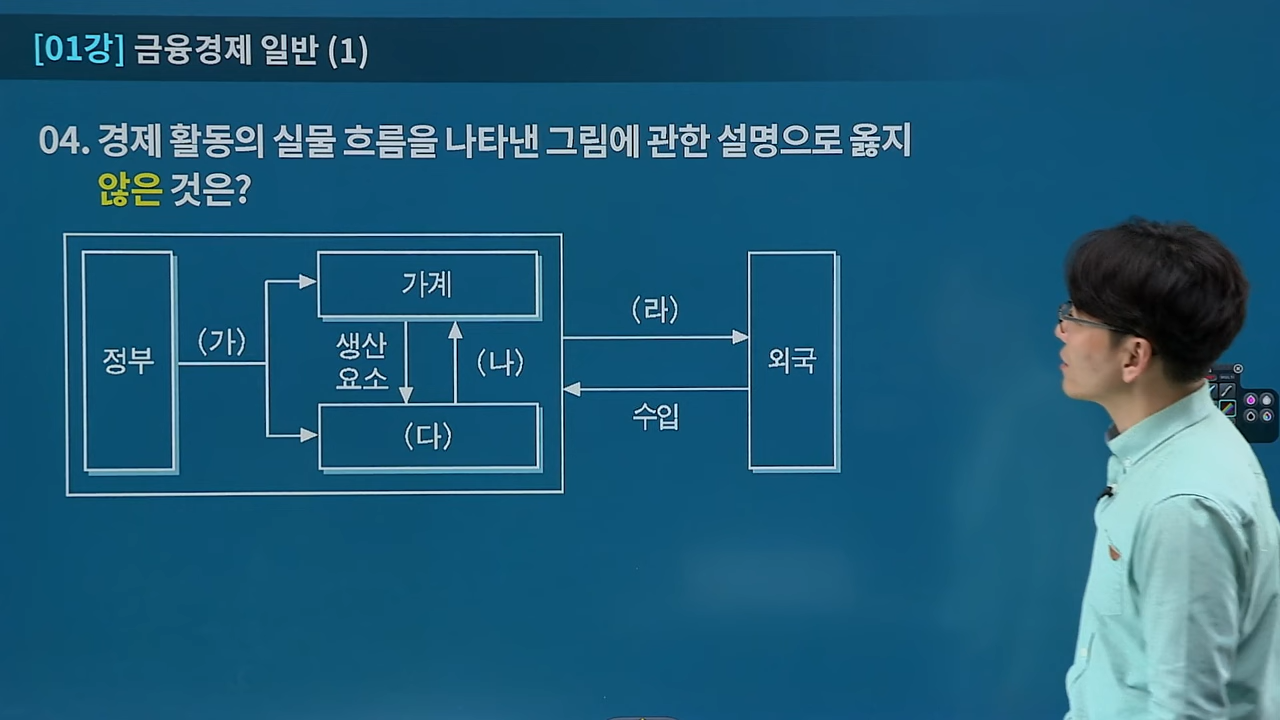 [01강] 금융경제 일반 (1)
04. 경제 활동의 실물 흐름을 나타낸 그림에 관한 설명으로 옳지
않은 것은?
정부
(가)
가계
생산
요소
(나)
(다)
(라)
수입
외국